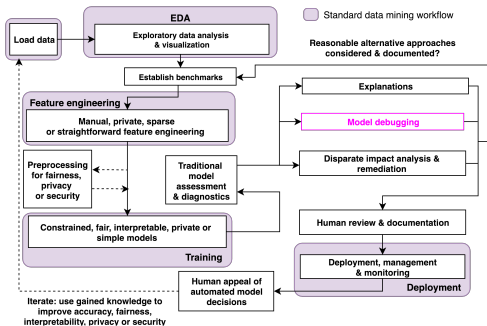 EDA
Standard data mining workflow
Load data
Exploratory data analysis
& visualization
Reasonable alternative approaches
considered & documented?
Establish benchmarks
Explanations
Feature engineering
Manual, private, sparse
or straightforward feature engineering
Model debugging
Preprocessing
for fairness,
privacy
or security
Traditional
model
assessment
& diagnostics
Disparate impact analysis &
remediation
Constrained, fair, interpretable, private or
simple models
Training
Human review & documentation
Deployment, management
& monitoring
Deployment
Human appeal of
automated model
decisions
Iterate: use gained knowledge to
improve accuracy, fairness,
interpretability, privacy or security